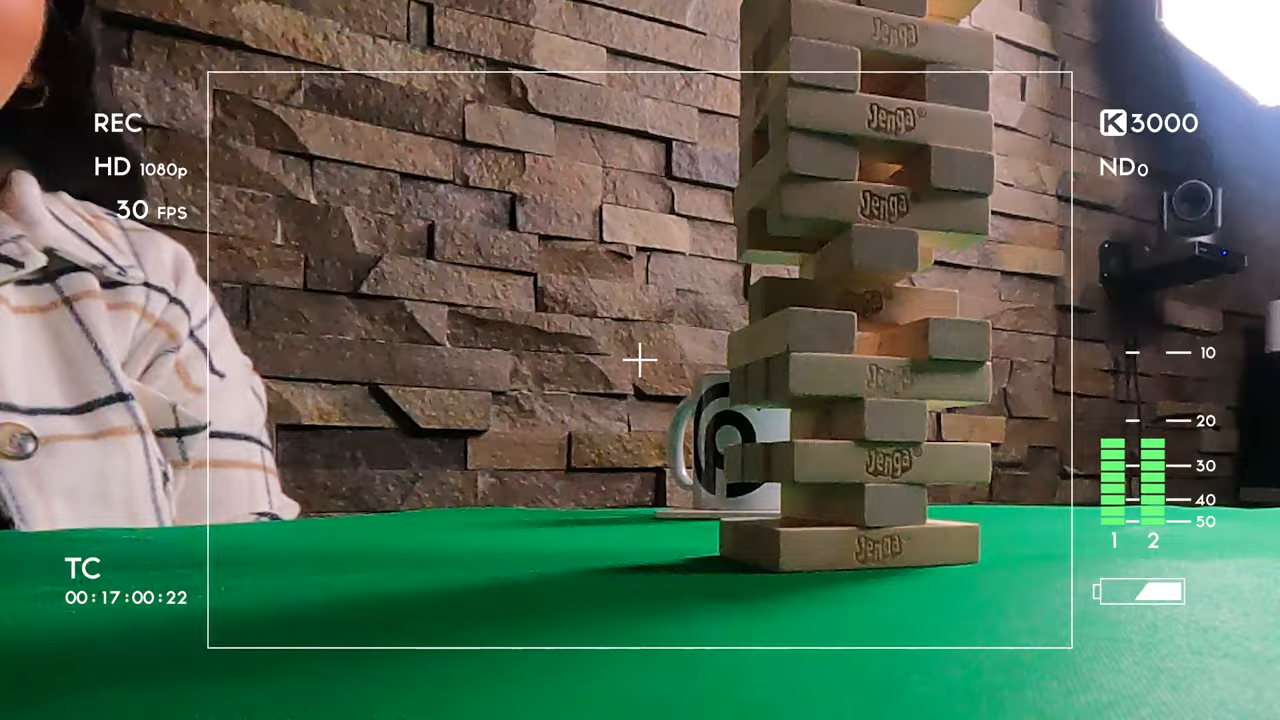 Jenga
REC
K 3000
Jenga®
HD 1080p
ND0
30 FPS
Jenga
10
Jenga
20
Jenga®
30
40
50
1 2
Jenga
TC
00:17:00:22